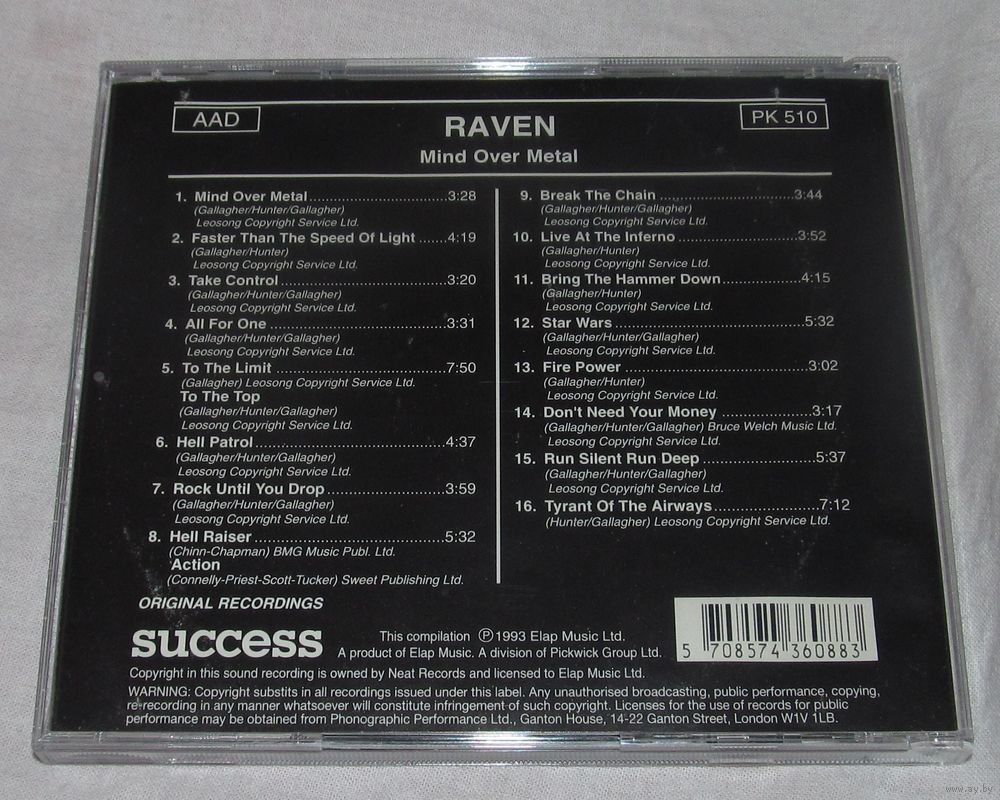 AAD
PK 510
RAVEN
Mind Over Metal
1. Mind Over Metal..............................3:28
(Gallagher/Hunter/Gallagher)
Leosong Copyright Service Ltd.
2. Faster Than The Speed Of Light ......4:19
(Gallagher/Hunter)
Leosong Copyright Service Ltd.
3. Take Control ....................................3:20
(Gallagher/Hunter/Gallagher)
Leosong Copyright Service Ltd.
4. All For One......................................3:31
(Gallagher/Hunter/Gallagher)
Leosong Copyright Service Ltd.
5. To The Limit ....................................7:50
(Gallagher) Leosong Copyright Service Ltd.
To The Top
(Gallagher/Hunter/Gallagher)
Leosong Copyright Service Ltd.
6. Hell Patrol........................................4:37
(Gallagher/Hunter/Gallagher)
Leosong Copyright Service Ltd.
7. Rock Until You Drop.........................3:59
(Gallagher/Hunter/Gallagher)
Leosong Copyright Service Ltd.
8. Hell Raiser........................................5:32
(Chinn-Chapman) BMG Music Publ. Ltd.
Action
(Connelly-Priest-Scott-Tucker) Sweet Publishing Ltd.
9. Break The Chain .............................3:44
(Gallagher/Hunter/Gallagher)
Leosong Copyright Service Ltd.
10. Live At The Inferno..........................3:52
(Gallagher/Hunter/Gallagher)
Leosong Copyright Service Ltd.
11. Bring The Hammer Down.................4:15
(Gallagher/Hunter)
Leosong Copyright Service Ltd.
12. Star Wars.........................................5:32
(Gallagher/Hunter/Gallagher)
Leosong Copyright Service Ltd.
13. Fire Power.......................................3:02
(Gallagher/Hunter)
Leosong Copyright Service Ltd.
14. Don't Need Your Money ...................3:17
(Gallagher/Hunter/Gallagher) Bruce Welch Music Ltd.
Leosong Copyright Service Ltd.
15. Run Silent Run Deep........................5:37
(Gallagher/Hunter/Gallagher)
Leosong Copyright Service Ltd.
16. Tyrant Of The Airways......................7:12
(Hunter/Gallagher) Leosong Copyright Service Ltd.
ORIGINAL RECORDINGS
success
This compilation ℗1993 Elap Music Ltd.
A product of Elap Music. A division of Pickwick Group Ltd.
5 708574 360883
Copyright in this sound recording is owned by Neat Records and licensed to Elap Music Ltd.
WARNING: Copyright substits in all recordings issued under this label. Any unauthorised broadcasting, public performance, copying,
re-recording in any manner whatsoever will constitute infringement of such copyright. Licenses for the use of records for public
performance may be obtained from Phonographic Performance Ltd., Ganton House, 14-22 Ganton Street, London W1V 1LB.
www.ay.by